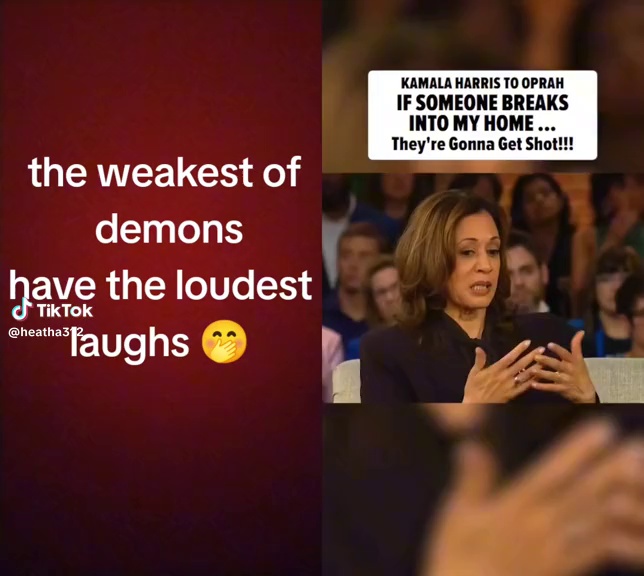 the weakest of
demons
have the loudest
laughs 🤭
TikTok
@heatha312
KAMALA HARRIS TO OPRAH
IF SOMEONE BREAKS
INTO MY HOME ...
They're Gonna Get Shot!!!